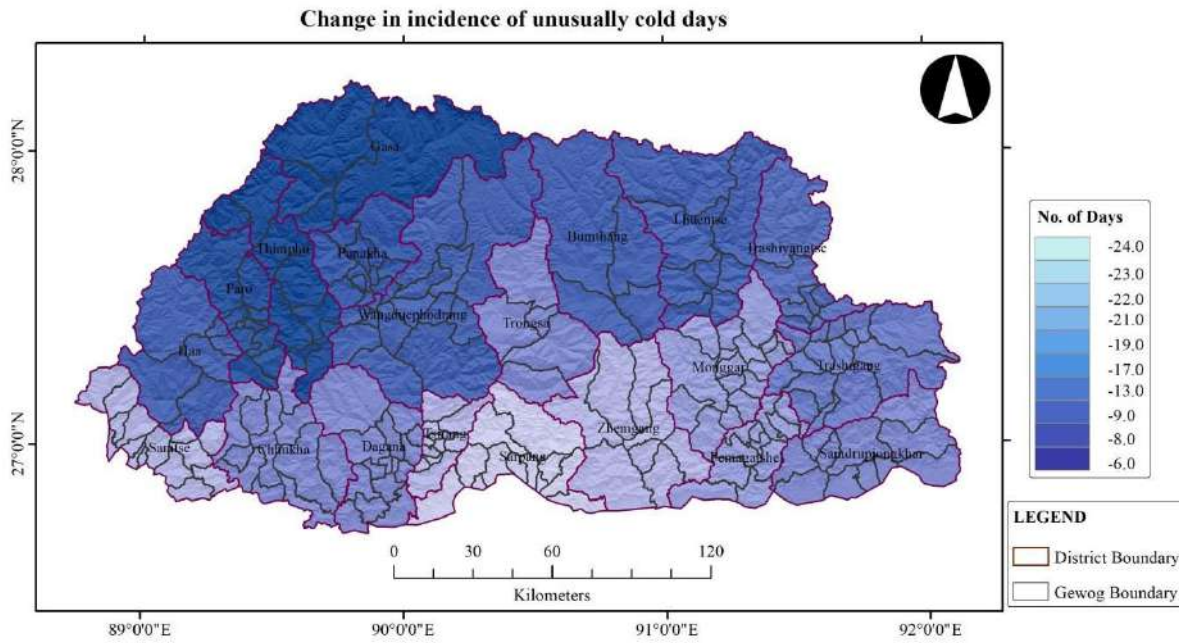 Change in incidence of unusually cold days
28°0'0"N
27°0'0"N
Gasa
Thimphu
Punakha
Paro
Haa
Wangduephodrang
Trongsa
Bumthang
Lhuentse
Trashiyangtse
Monggar
Trashigang
Samtse
Chhukha
Dagana
Tsirang
Sarpang
Zhemgang
Pemagatshel
Samdrupjongkhar
0 30 60 120
Kilometers
89°0'0"E 90°0'0"E 91°0'0"E 92°0'0"E
No. of Days
-24.0
-23.0
-22.0
-21.0
-19.0
-17.0
-13.0
-9.0
-8.0
-6.0
LEGEND
District Boundary
Gewog Boundary